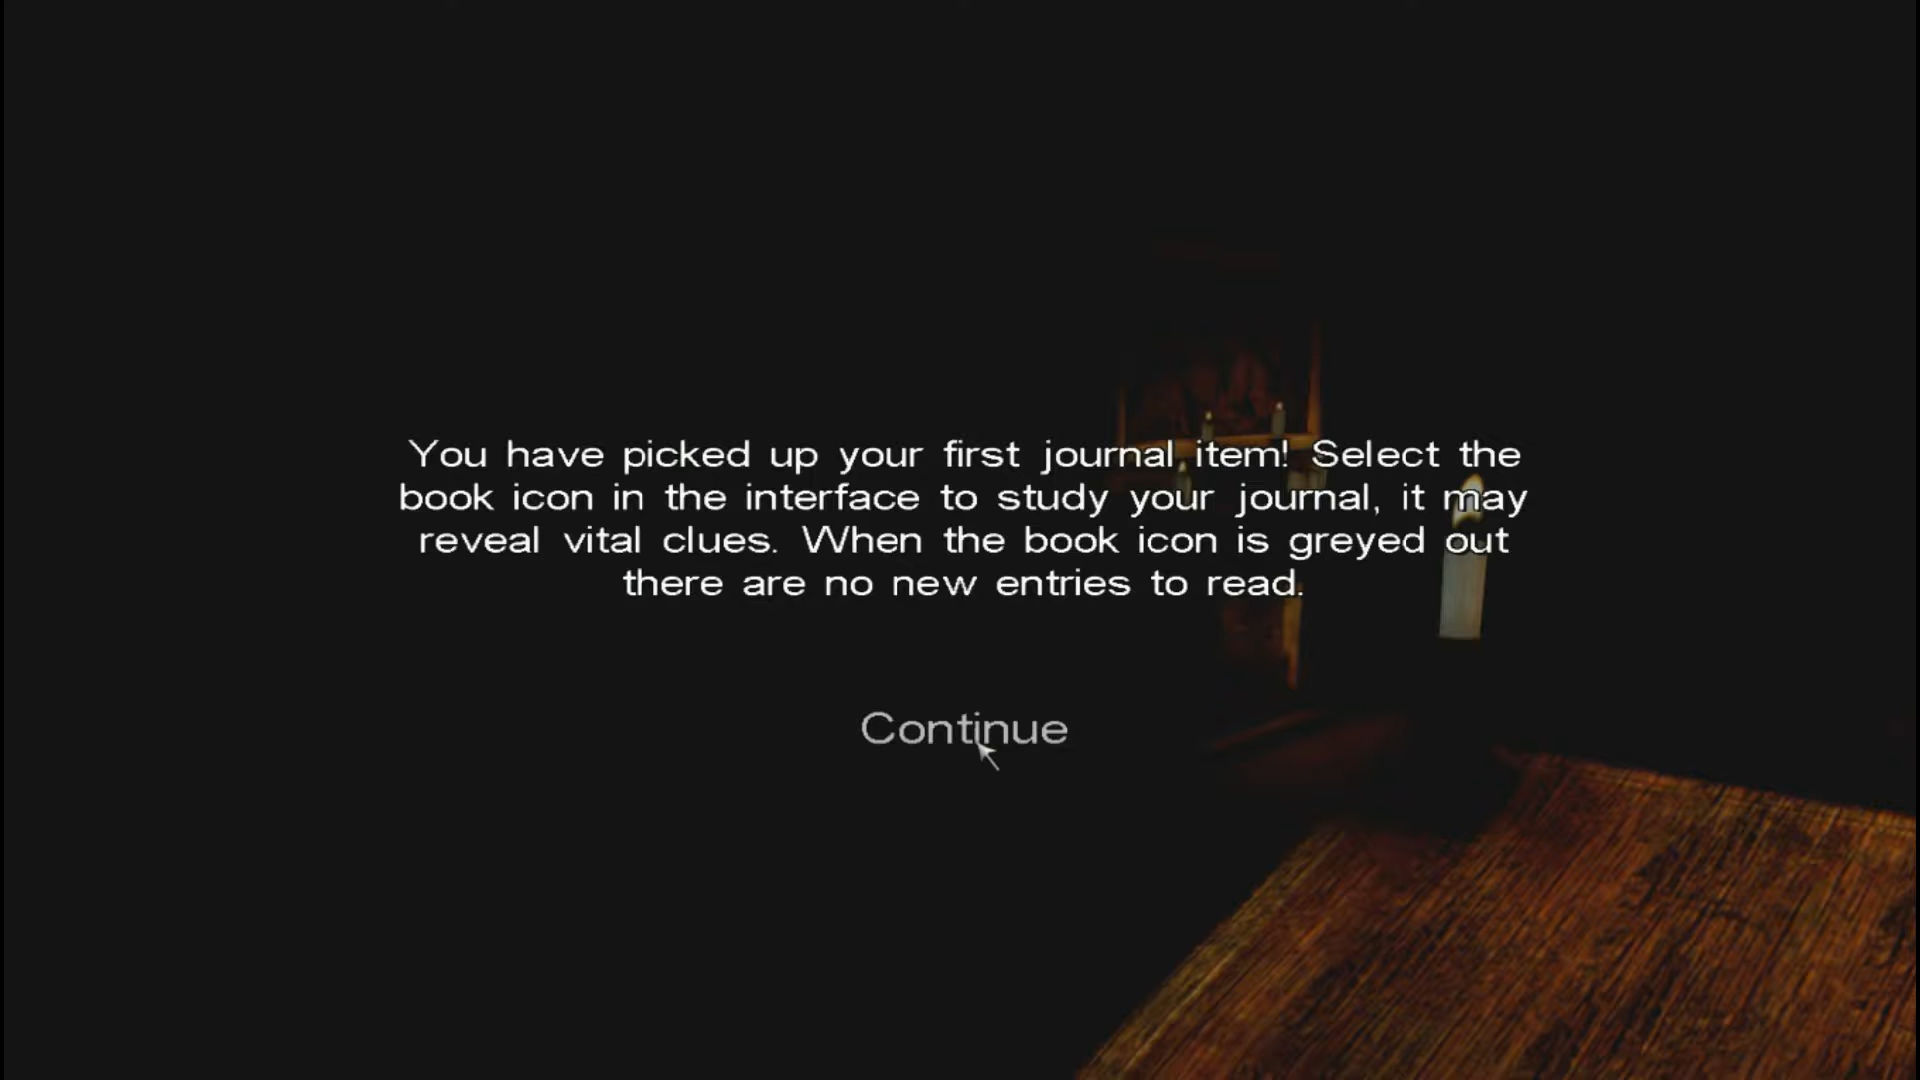 You have picked up your first journal item! Select the
book icon in the interface to study your journal, it may
reveal vital clues. When the book icon is greyed out
there are no new entries to read.
Continue